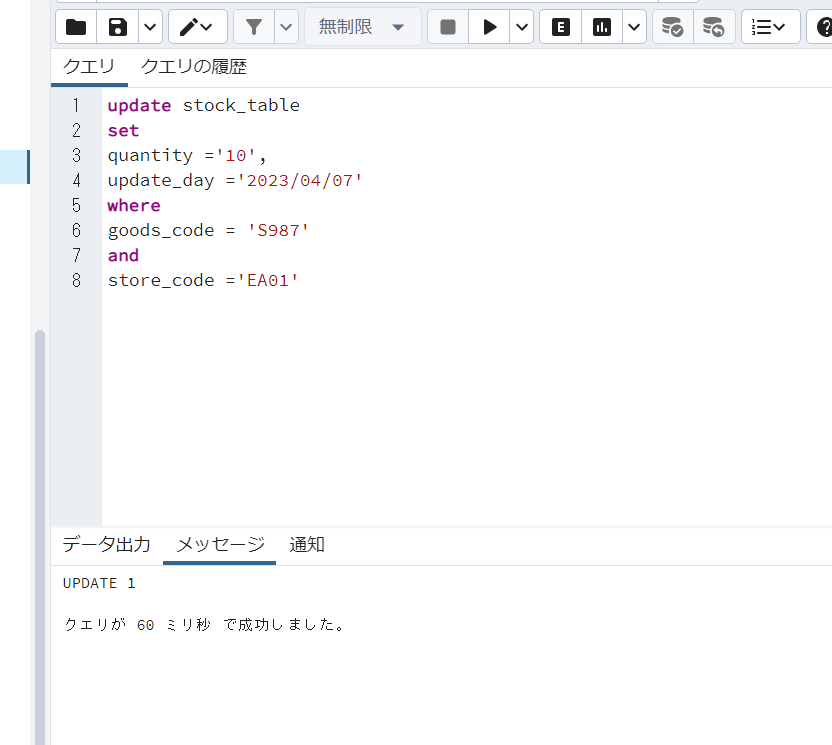 無制限
E
クエリ クエリの履歴
1 update stock_table
2 set
3 quantity ='10',
4 update_day ='2023/04/07'
5 where
6 goods_code = 'S987'
7 and
8 store_code ='EA01'
データ出力 メッセージ 通知
UPDATE 1
クエリが 60 ミリ秒 で成功しました。